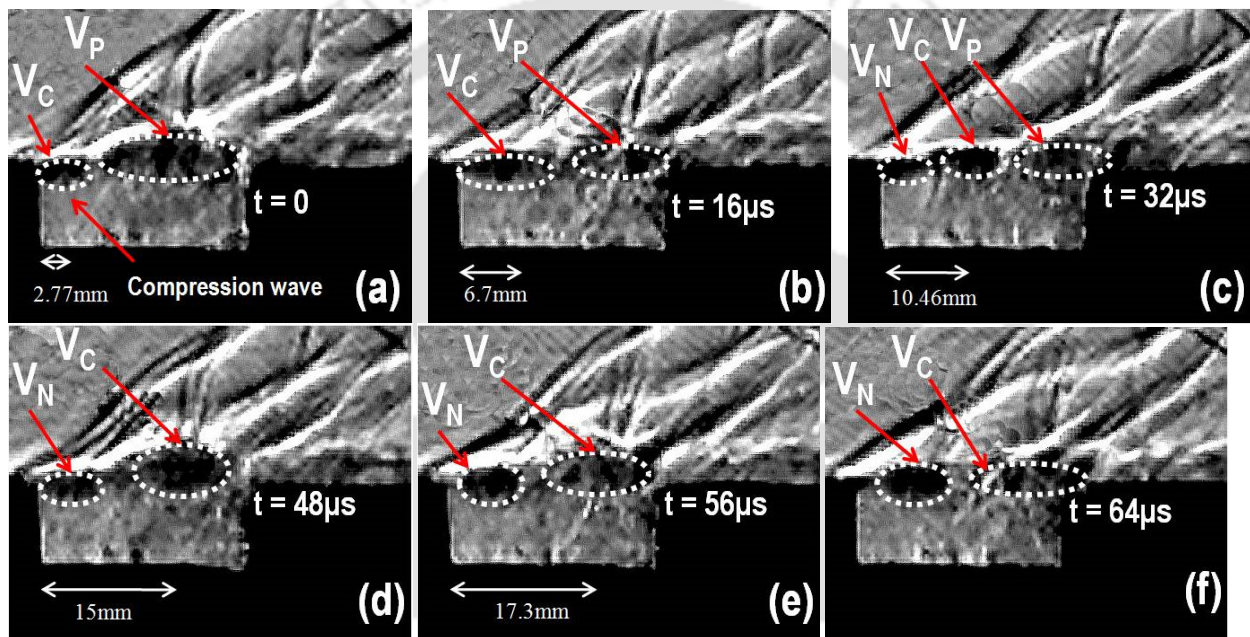 V_P
V_C
t = 0
2.77mm
Compression wave
(a)
V_P
V_C
t = 16μs
6.7mm
(b)
V_C V_P
V_N
t = 32μs
10.46mm
(c)
V_C
V_N
t = 48μs
15mm
(d)
V_C
V_N
t = 56μs
17.3mm
(e)
V_N
V_C
t = 64μs
(f)